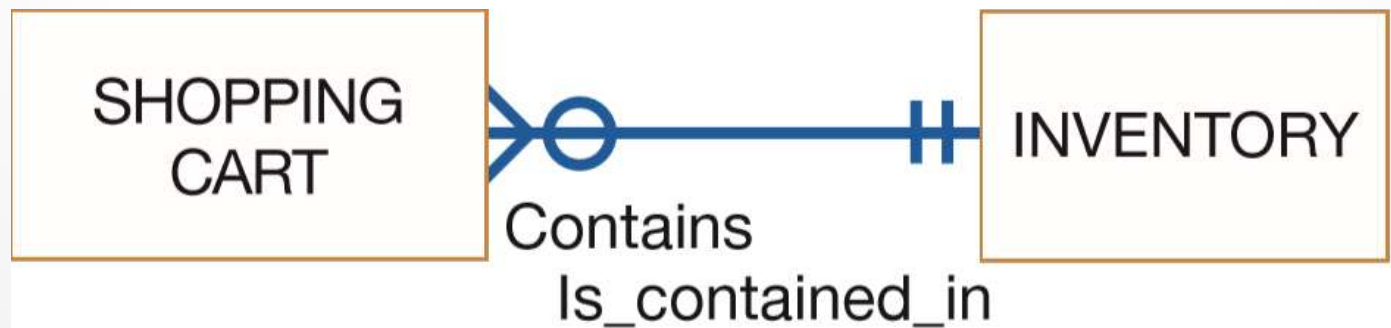 SHOPPING
CART
INVENTORY
Contains
Is_contained_in